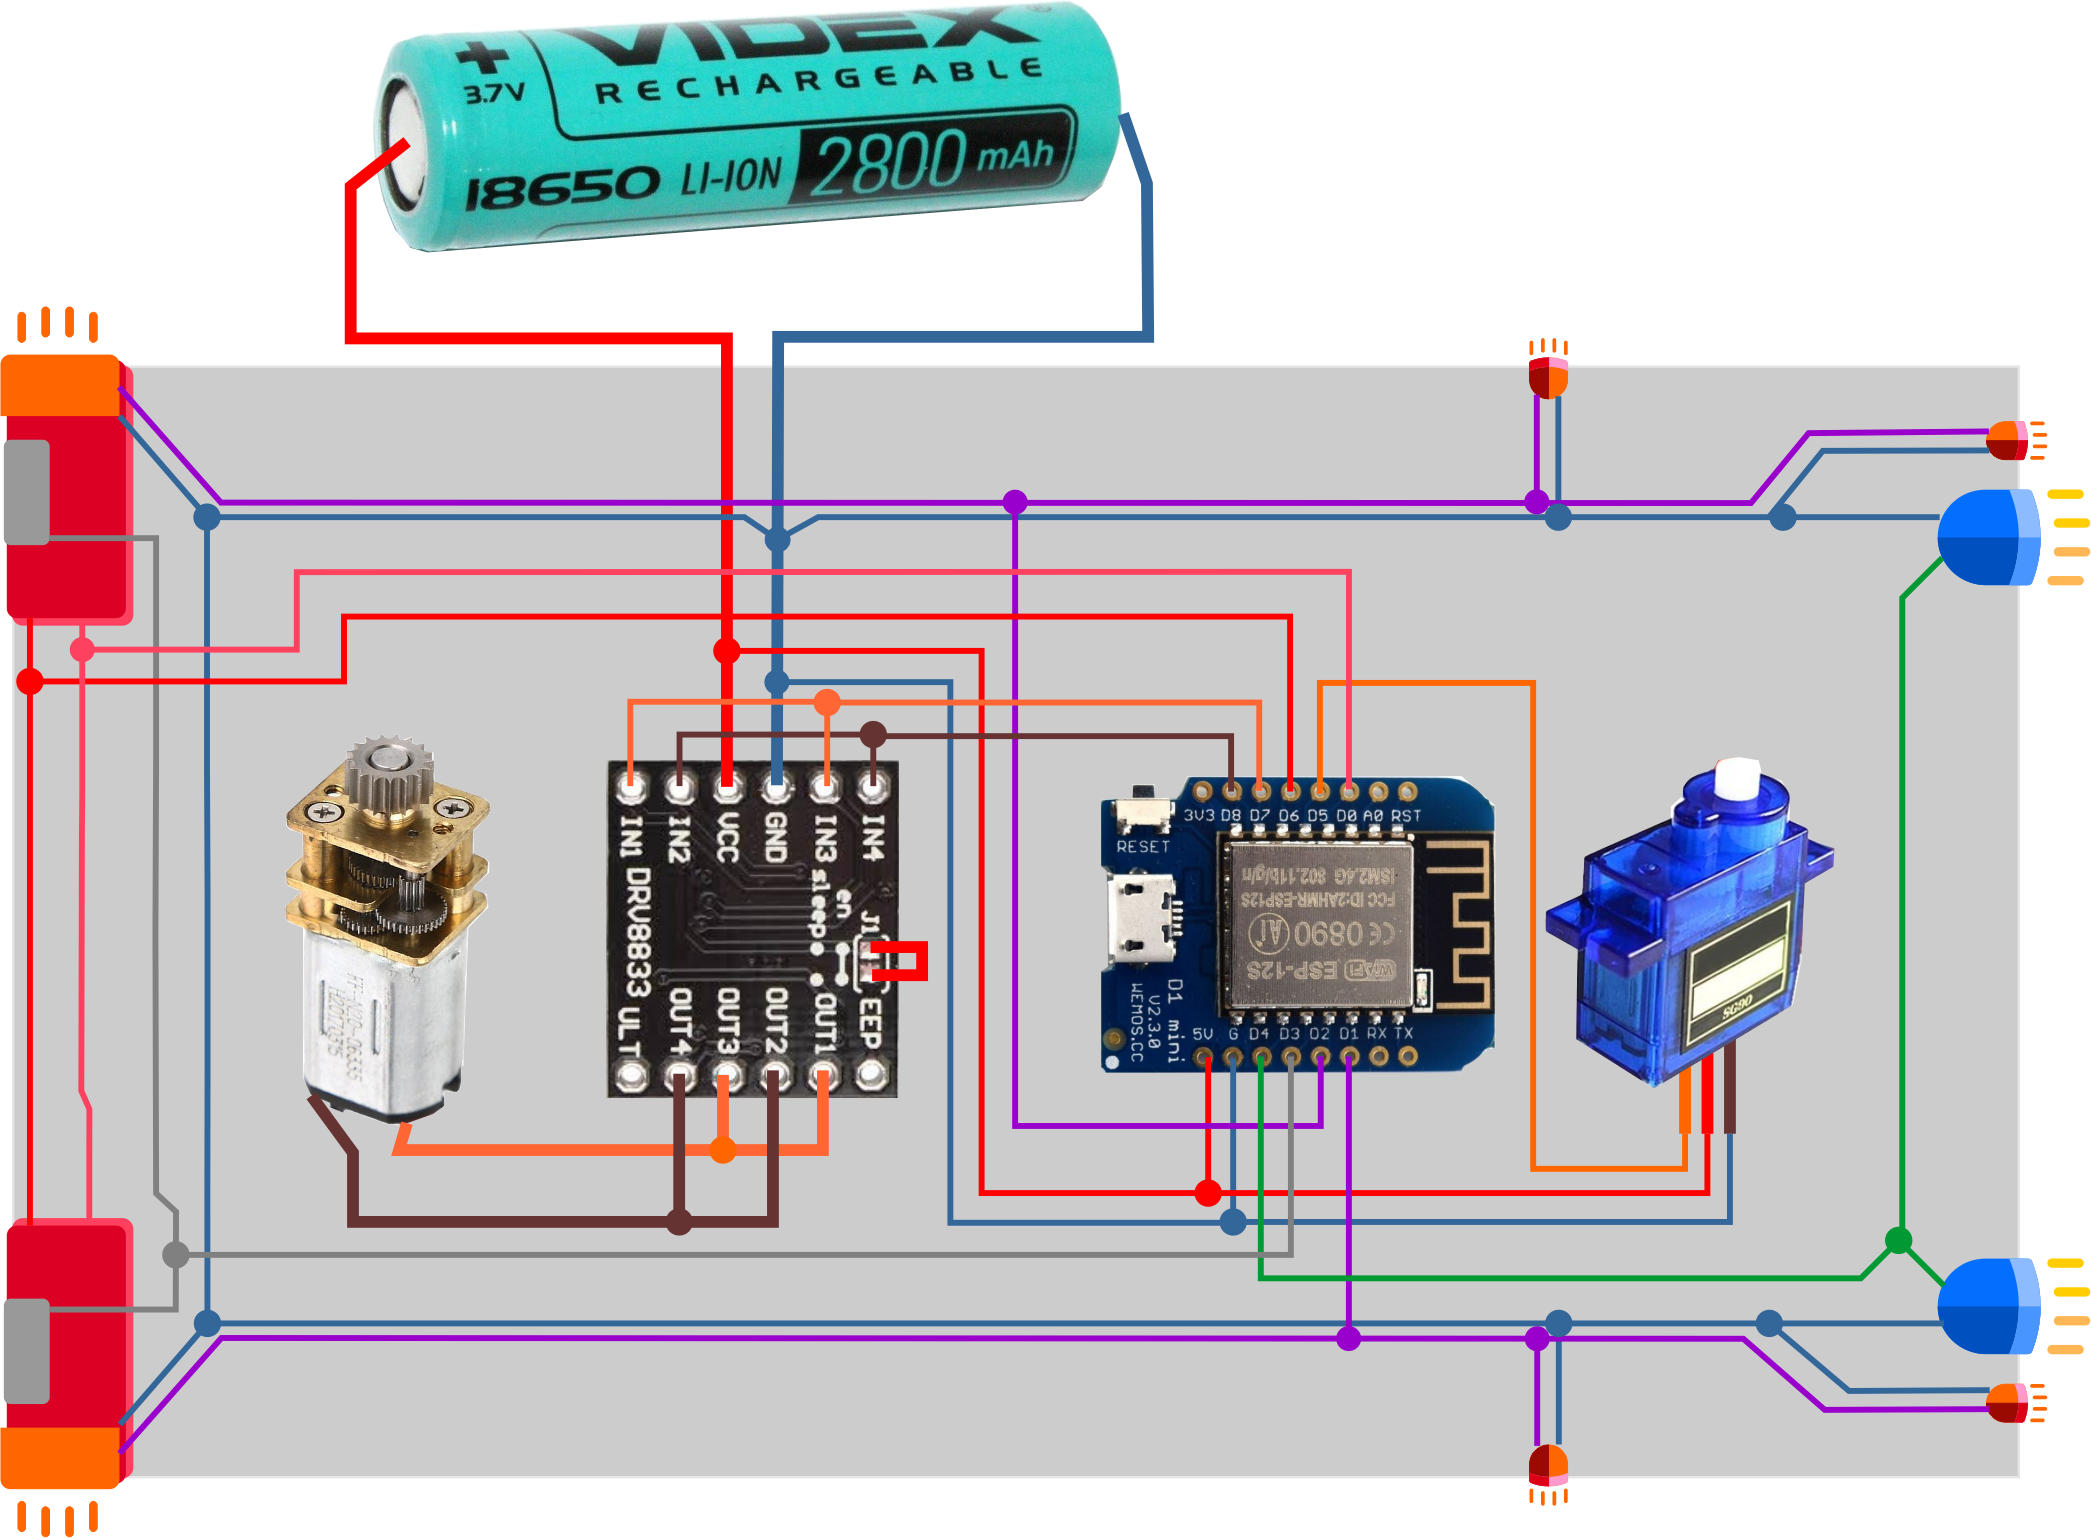 VIDEX
RECHARGEABLE
+
3.7V
18650 LI-ION 2800 mAh
IN1 IN2 VCC GND IN3 IN4
DRV8833
sleep
en
J1
ULT OUT4 OUT3 OUT2 OUT1 EEP
3V3 D8 D7 D6 D5 D0 A0 RST
RESET
ISM2.4G 802.11b/g/n
FCC ID:2AHMR-ESP12S
Ai CE0890
WiFi ESP-12S
D1 mini
V2.3.0
WEMOS.CC
5V G D4 D3 D2 D1 RX TX
SG90